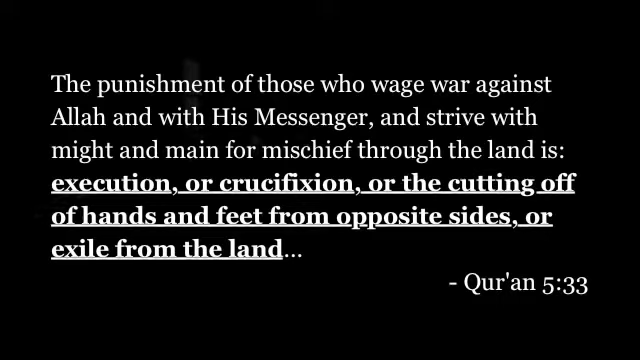 The punishment of those who wage war against
Allah and with His Messenger, and strive with
might and main for mischief through the land is:
execution, or crucifixion, or the cutting off
of hands and feet from opposite sides, or
exile from the land...
- Qur'an 5:33